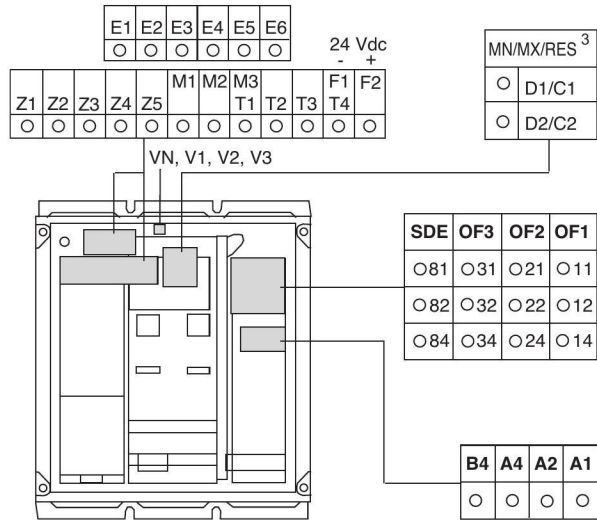 E1 E2 E3 E4 E5 E6
24 Vdc
- +
Z1 Z2 Z3 Z4 Z5 M1 M2 M3 T1 T2 T3 F1 T4 F2
VN, V1, V2, V3
MN/MX/RES 3
D1/C1
D2/C2
SDE OF3 OF2 OF1
81 31 21 11
82 32 22 12
84 34 24 14
B4 A4 A2 A1